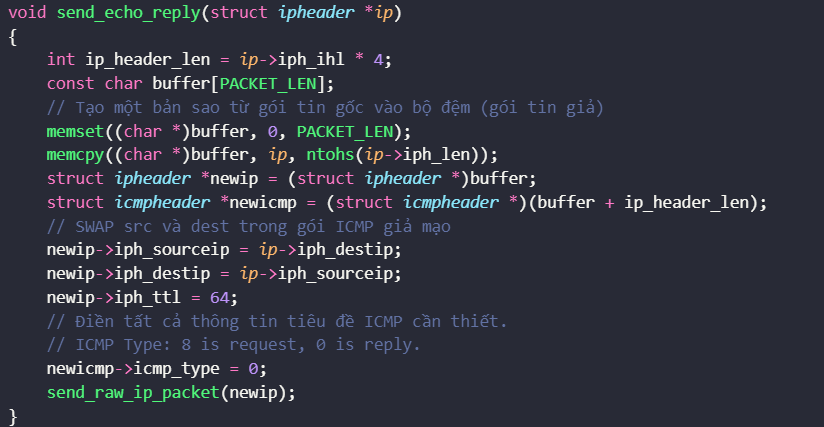 void send_echo_reply(struct ipheader *ip)
{
    int ip_header_len = ip->iph_ihl * 4;
    const char buffer[PACKET_LEN];
    // Tạo một bản sao từ gói tin gốc vào bộ đệm (gói tin giả)
    memset((char *)buffer, 0, PACKET_LEN);
    memcpy((char *)buffer, ip, ntohs(ip->iph_len));
    struct ipheader *newip = (struct ipheader *)buffer;
    struct icmpheader *newicmp = (struct icmpheader *)(buffer + ip_header_len);
    // SWAP src và dest trong gói ICMP giả mạo
    newip->iph_sourceip = ip->iph_destip;
    newip->iph_destip = ip->iph_sourceip;
    newip->iph_ttl = 64;
    // Điền tất cả thông tin tiêu đề ICMP cần thiết.
    // ICMP Type: 8 is request, 0 is reply.
    newicmp->icmp_type = 0;
    send_raw_ip_packet(newip);
}